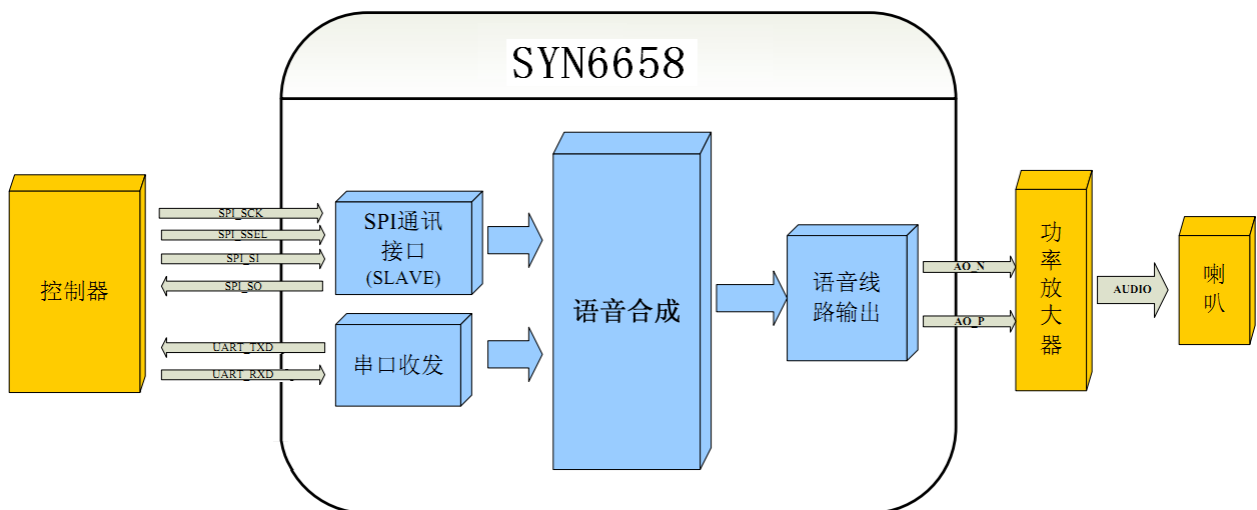 SYN6658
控制器
SPI_SCK
SPI_SSEL
SPI_SI
SPI_SO
UART_TXD
UART_RXD
SPI通讯
接口
(SLAVE)
串口收发
语音合成
语音线
路输出
AO_N
AO_P
功
率
放
大
器
AUDIO
喇
叭